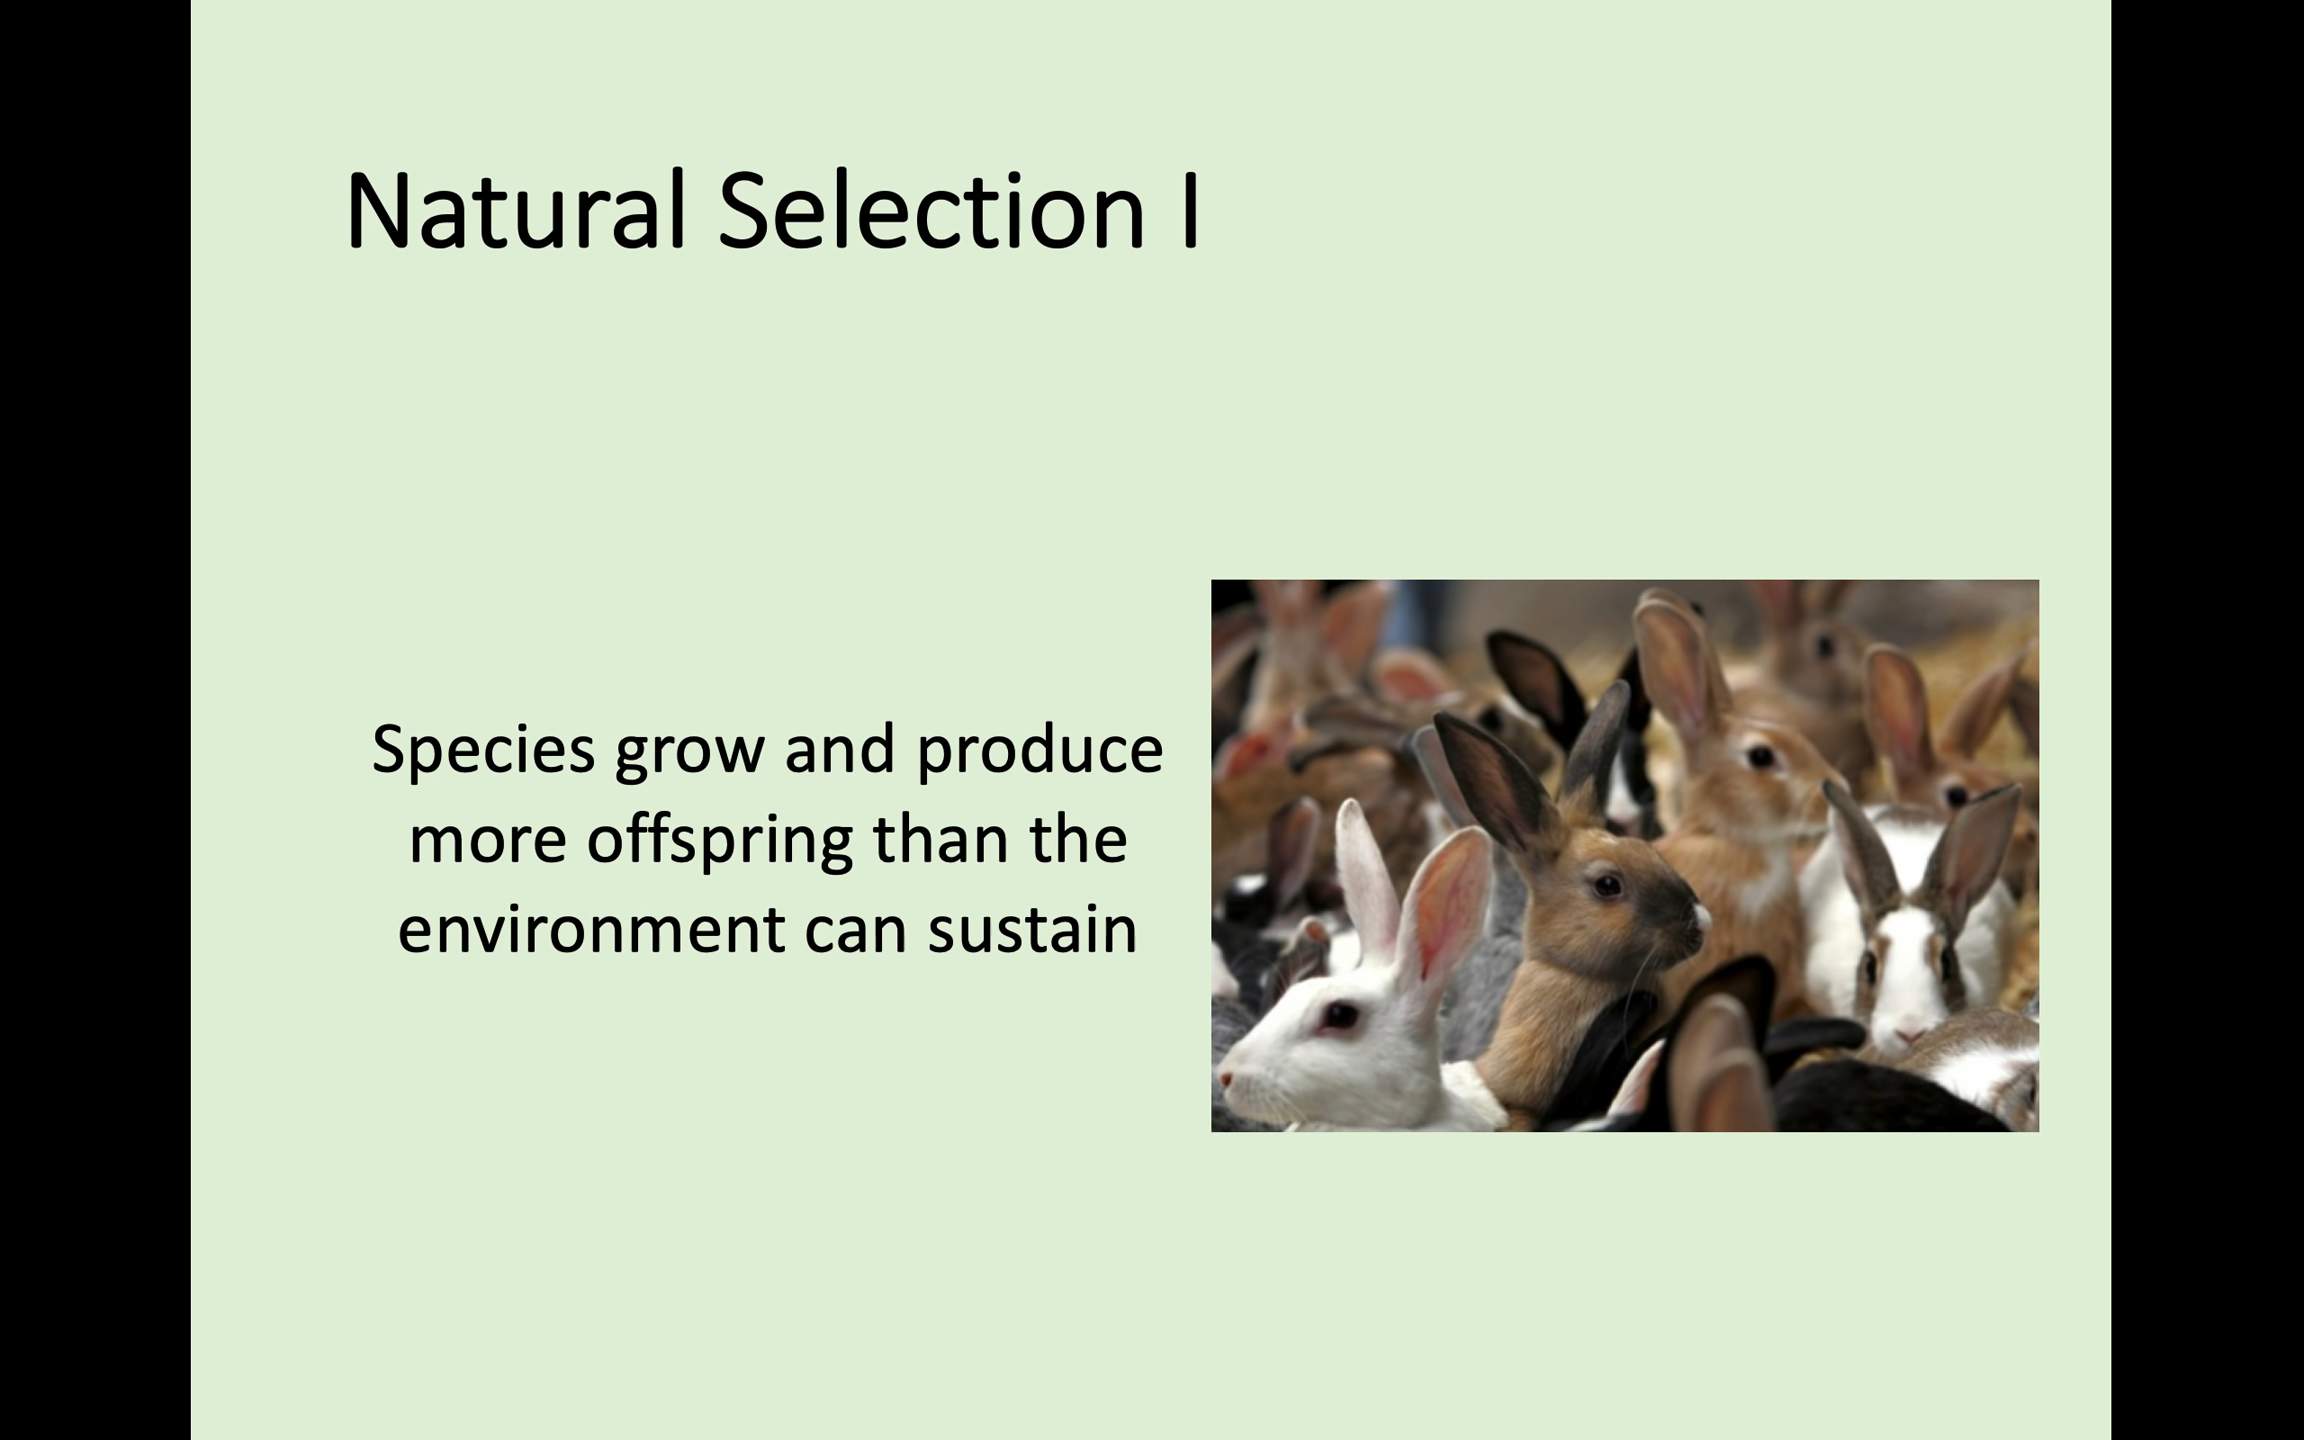 Natural Selection I
Species grow and produce
more offspring than the
environment can sustain